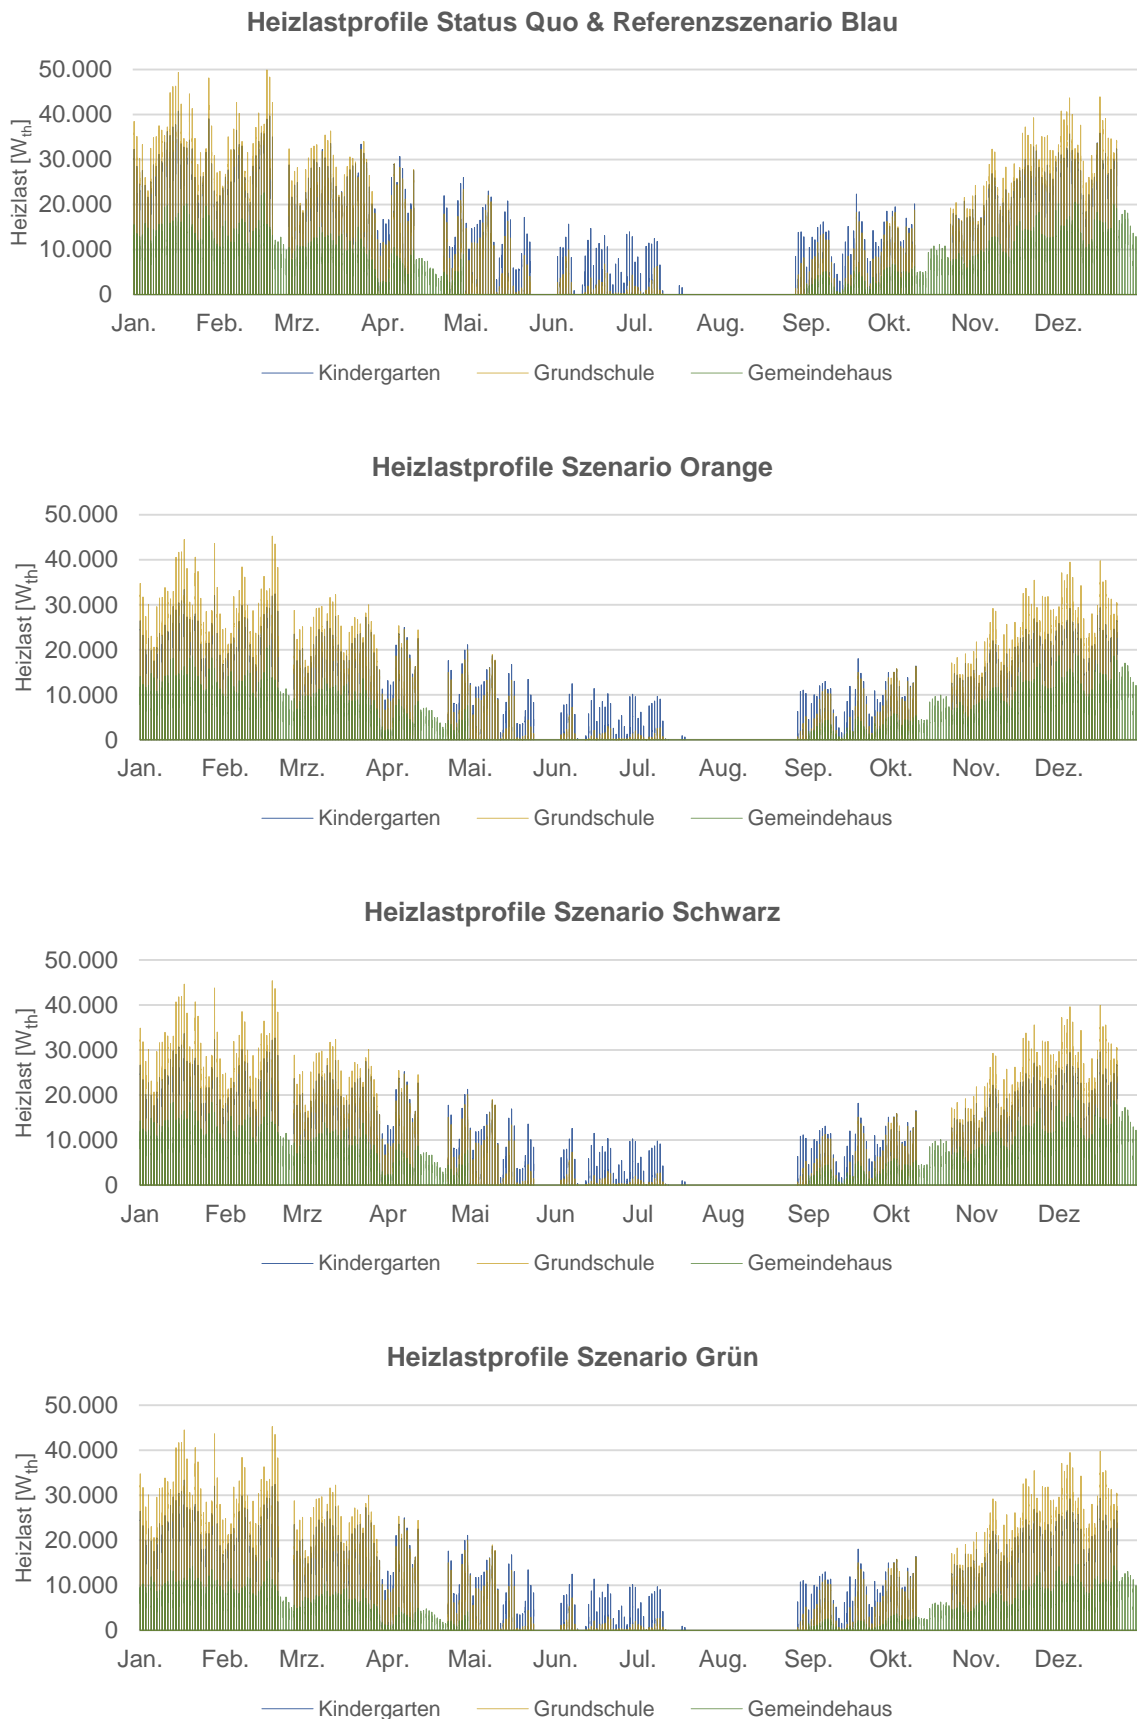 Heizlastprofile Status Quo & Referenzszenario Blau
Heizlast [Wth]
50.000
40.000
30.000
20.000
10.000
0
Jan. Feb. Mrz. Apr. Mai. Jun. Jul. Aug. Sep. Okt. Nov. Dez.
Kindergarten Grundschule Gemeindehaus
Heizlastprofile Szenario Orange
Heizlast [Wth]
50.000
40.000
30.000
20.000
10.000
0
Jan. Feb. Mrz. Apr. Mai. Jun. Jul. Aug. Sep. Okt. Nov. Dez.
Kindergarten Grundschule Gemeindehaus
Heizlastprofile Szenario Schwarz
Heizlast [Wth]
50.000
40.000
30.000
20.000
10.000
0
Jan Feb Mrz Apr Mai Jun Jul Aug Sep Okt Nov Dez
Kindergarten Grundschule Gemeindehaus
Heizlastprofile Szenario Grün
Heizlast [Wth]
50.000
40.000
30.000
20.000
10.000
0
Jan. Feb. Mrz. Apr. Mai. Jun. Jul. Aug. Sep. Okt. Nov. Dez.
Kindergarten Grundschule Gemeindehaus